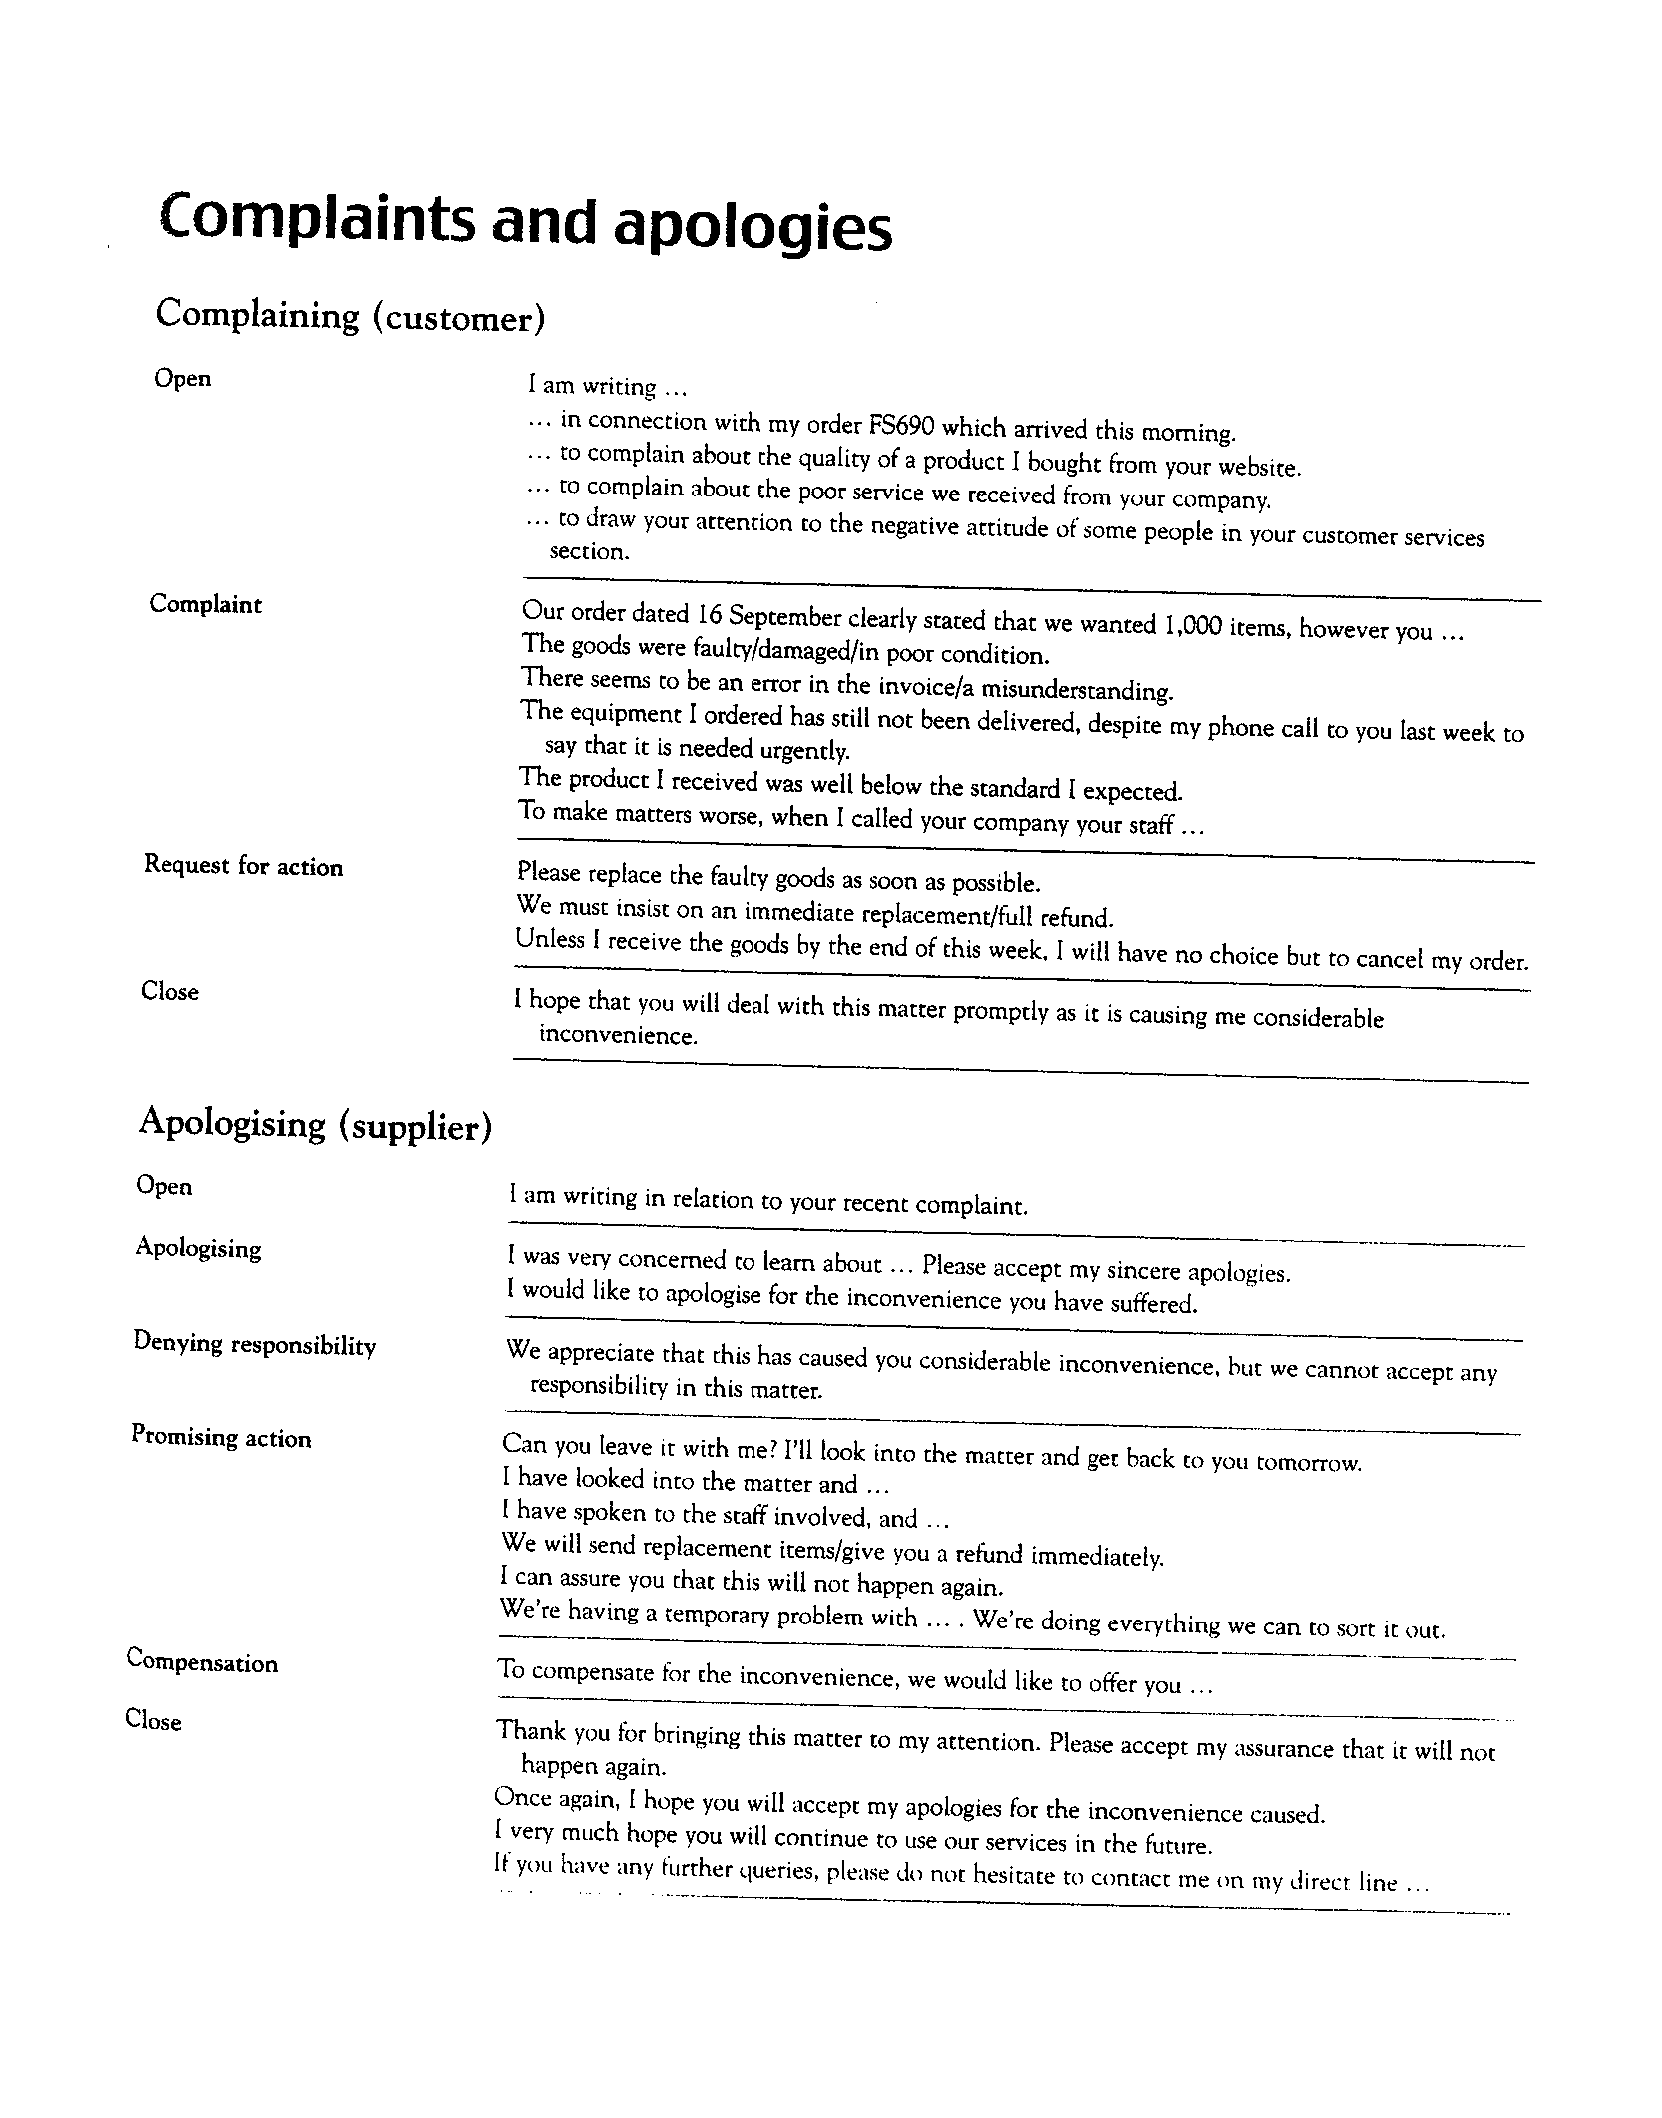 Complaints and apologies
Complaining (customer)
Open
I am writing …
… in connection with my order FS690 which arrived this morning.
… to complain about the quality of a product I bought from your website.
… to complain about the poor service we received from your company.
… to draw your attention to the negative attitude of some people in your customer services
section.
Complaint
Our order dated 16 September clearly stated that we wanted 1,000 items, however you …
The goods were faulty/damaged/in poor condition.
There seems to be an error in the invoice/a misunderstanding.
The equipment I ordered has still not been delivered, despite my phone call to you last week to
say that it is needed urgently.
The product I received was well below the standard I expected.
To make matters worse, when I called your company your staff …
Request for action
Please replace the faulty goods as soon as possible.
We must insist on an immediate replacement/full refund.
Unless I receive the goods by the end of this week, I will have no choice but to cancel my order.
Close
I hope that you will deal with this matter promptly as it is causing me considerable
inconvenience.
Apologising (supplier)
Open
I am writing in relation to your recent complaint.
Apologising
I was very concerned to learn about … Please accept my sincere apologies.
I would like to apologise for the inconvenience you have suffered.
Denying responsibility
We appreciate that this has caused you considerable inconvenience, but we cannot accept any
responsibility in this matter.
Promising action
Can you leave it with me? I'll look into the matter and get back to you tomorrow.
I have looked into the matter and …
I have spoken to the staff involved, and …
We will send replacement items/give you a refund immediately.
I can assure you that this will not happen again.
We're having a temporary problem with … . We're doing everything we can to sort it out.
Compensation
To compensate for the inconvenience, we would like to offer you …
Close
Thank you for bringing this matter to my attention. Please accept my assurance that it will not
happen again.
Once again, I hope you will accept my apologies for the inconvenience caused.
I very much hope you will continue to use our services in the future.
If you have any further queries, please do not hesitate to contact me on my direct line …